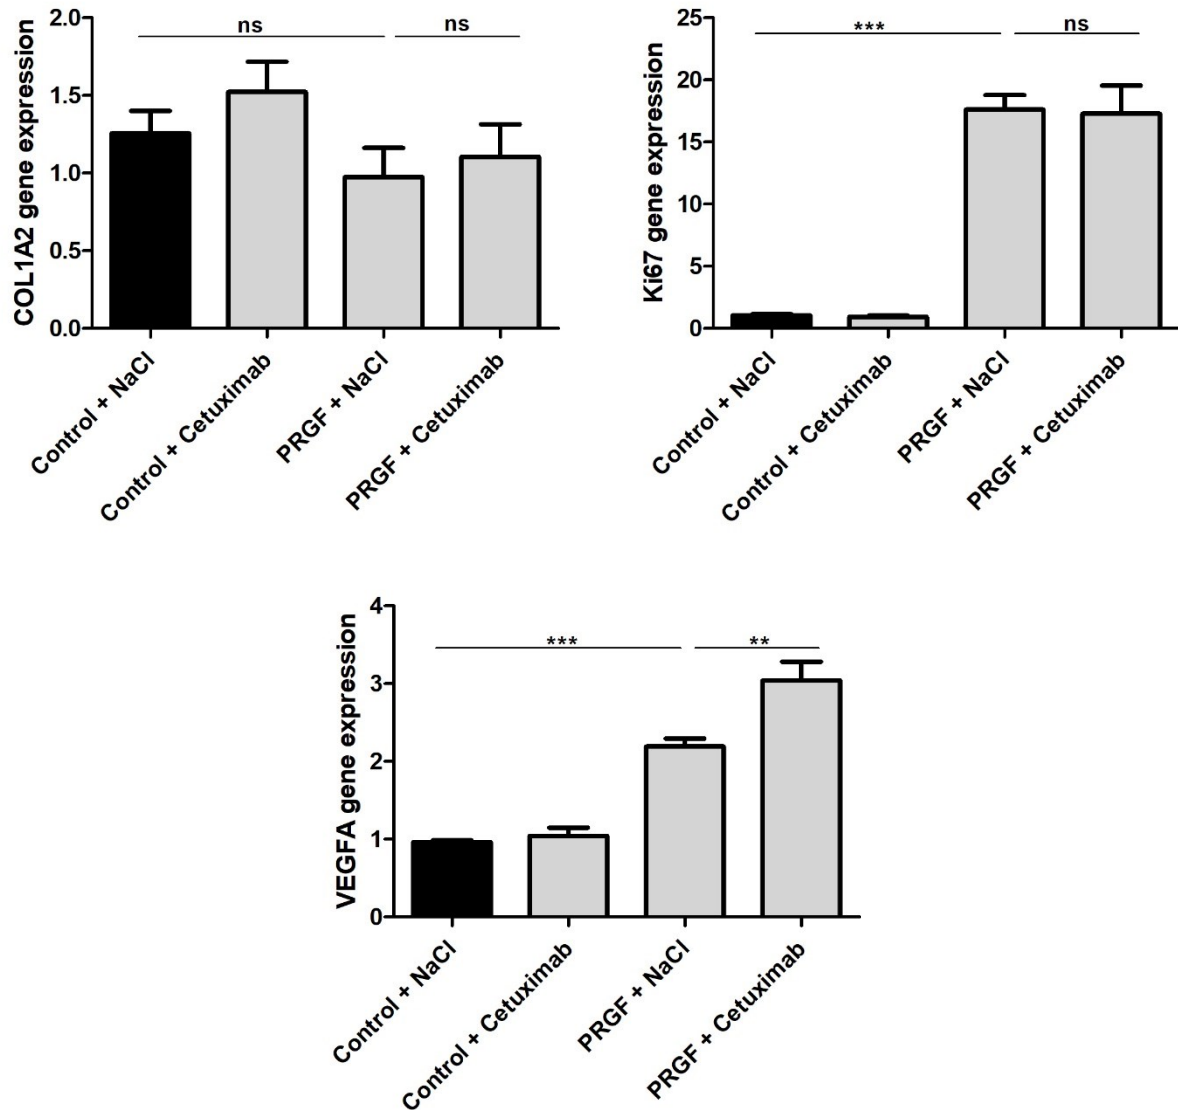 COL1A2 gene expression
2.0
1.5
1.0
0.5
0.0
ns
ns
Control + NaCl
Control + Cetuximab
PRGF + NaCl
PRGF + Cetuximab
Ki67 gene expression
25
20
15
10
5
0
***
ns
Control + NaCl
Control + Cetuximab
PRGF + NaCl
PRGF + Cetuximab
VEGFA gene expression
4
3
2
1
0
***
**
Control + NaCl
Control + Cetuximab
PRGF + NaCl
PRGF + Cetuximab